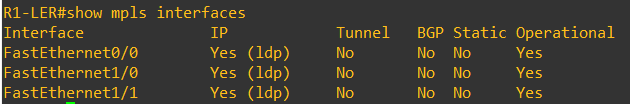 R1-LER#show mpls interfaces
Interface              IP            Tunnel   BGP Static Operational
FastEthernet0/0        Yes (ldp)     No       No  No     Yes
FastEthernet1/0        Yes (ldp)     No       No  No     Yes
FastEthernet1/1        Yes (ldp)     No       No  No     Yes